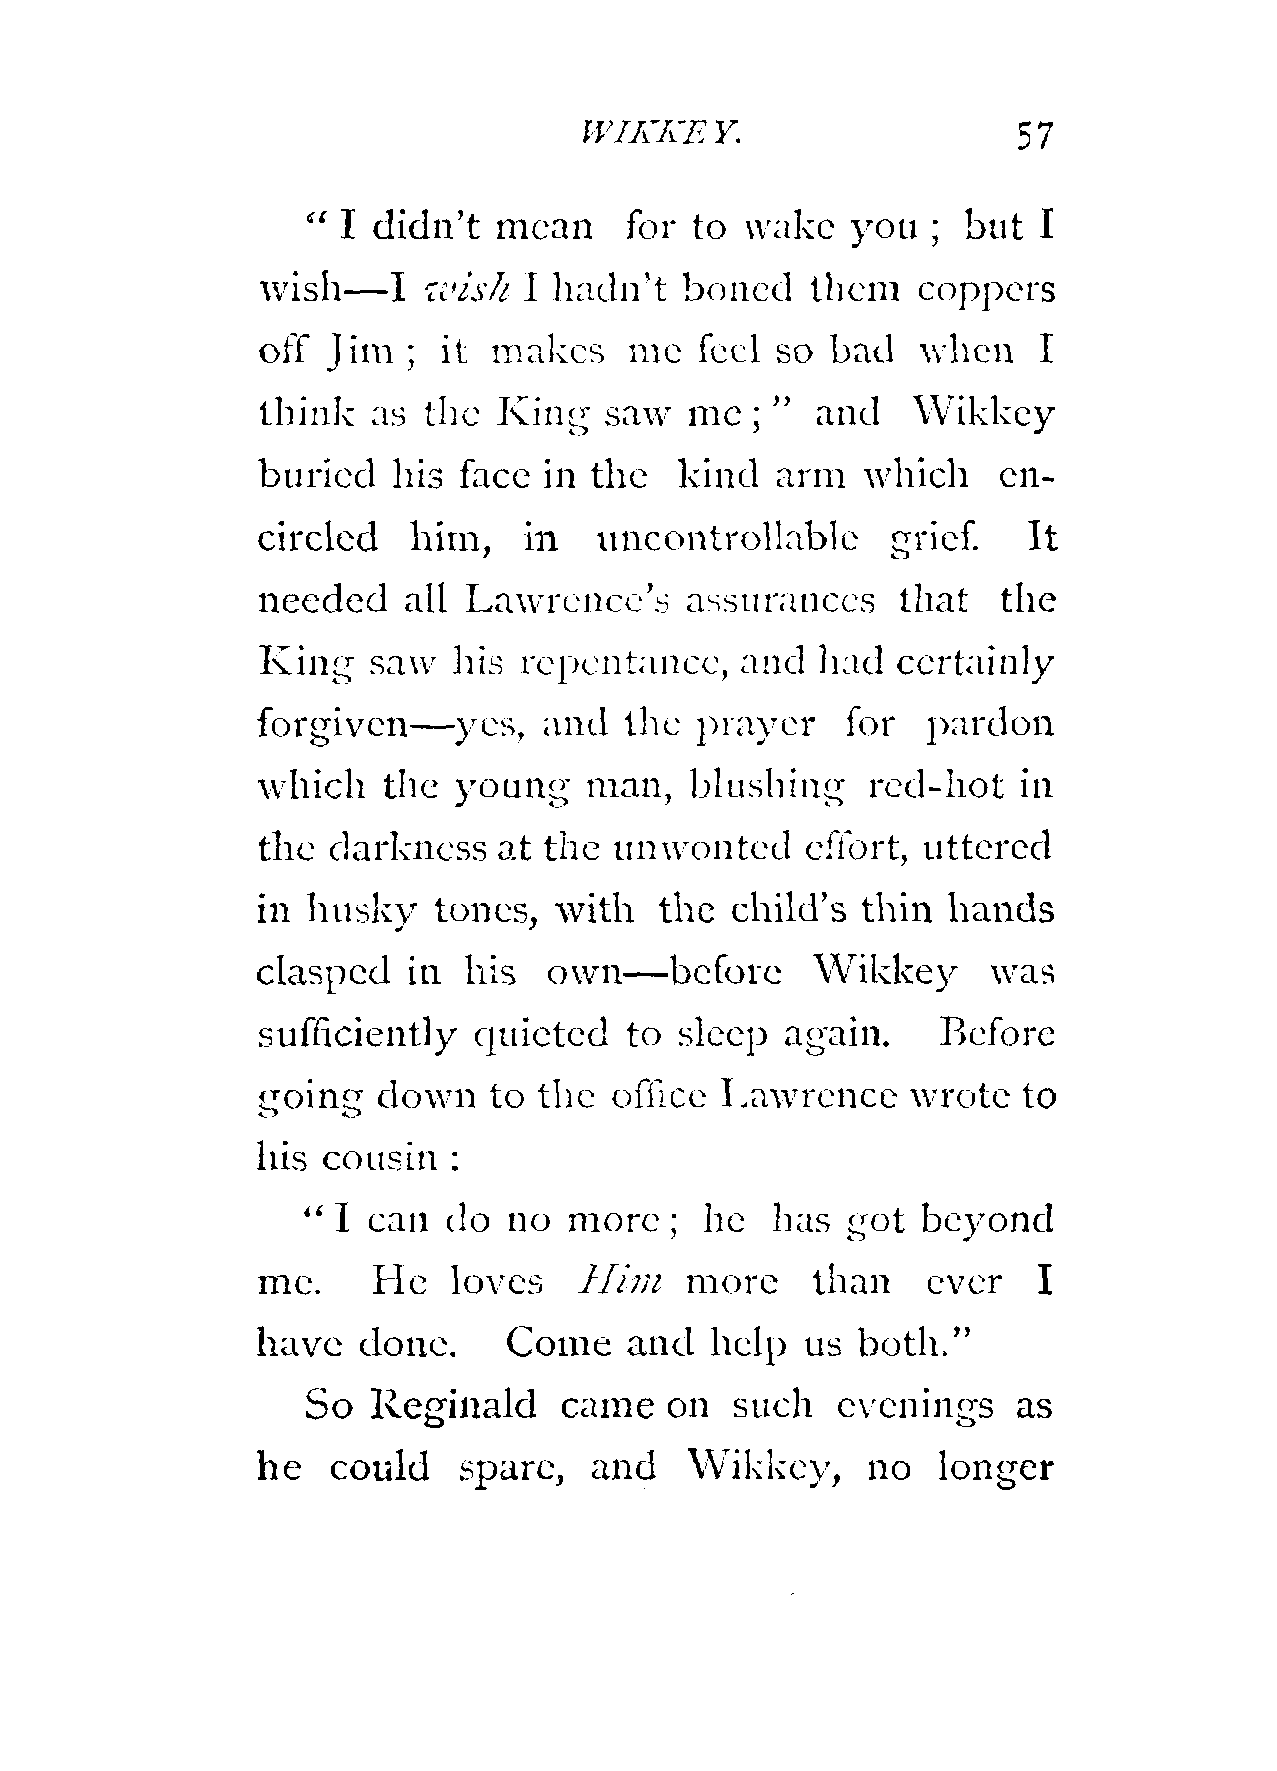 WIKKEY. 57
“ I didn't mean for to wake you ; but I
wish—I wish I hadn't boned them coppers
off Jim ; it makes me feel so bad when I
think as the King saw me ; ” and Wikkey
buried his face in the kind arm which en-
circled him, in uncontrollable grief. It
needed all Lawrence's assurances that the
King saw his repentance, and had certainly
forgiven—yes, and the prayer for pardon
which the young man, blushing red-hot in
the darkness at the unwonted effort, uttered
in husky tones, with the child's thin hands
clasped in his own—before Wikkey was
sufficiently quieted to sleep again. Before
going down to the office Lawrence wrote to
his cousin :
“ I can do no more ; he has got beyond
me. He loves Him more than ever I
have done. Come and help us both.”
So Reginald came on such evenings as
he could spare, and Wikkey, no longer